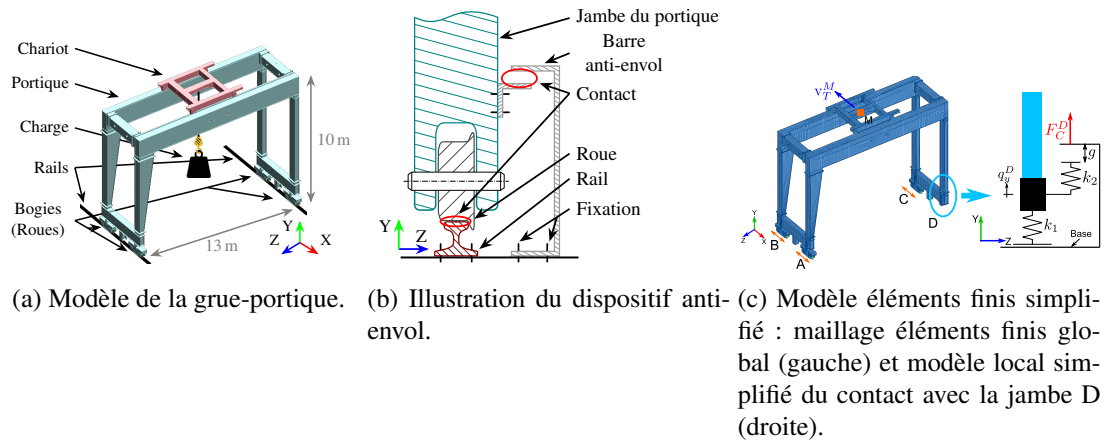 Chariot
Portique
Charge
Rails
Bogies
(Roues)
10 m
13 m
Y
Z
X
(a) Modèle de la grue-portique.
Jambe du portique
Barre
anti-envol
Contact
Roue
Rail
Fixation
Y
Z
(b) Illustration du dispositif anti-
envol.
v_T^M
M
C
D
B
A
Y
Z
X
F_C^D
g
k_2
q_y^D
k_1
Y
Z
Base
(c) Modèle éléments finis simpli-
fié : maillage éléments finis glo-
bal (gauche) et modèle local sim-
plifié du contact avec la jambe D
(droite).